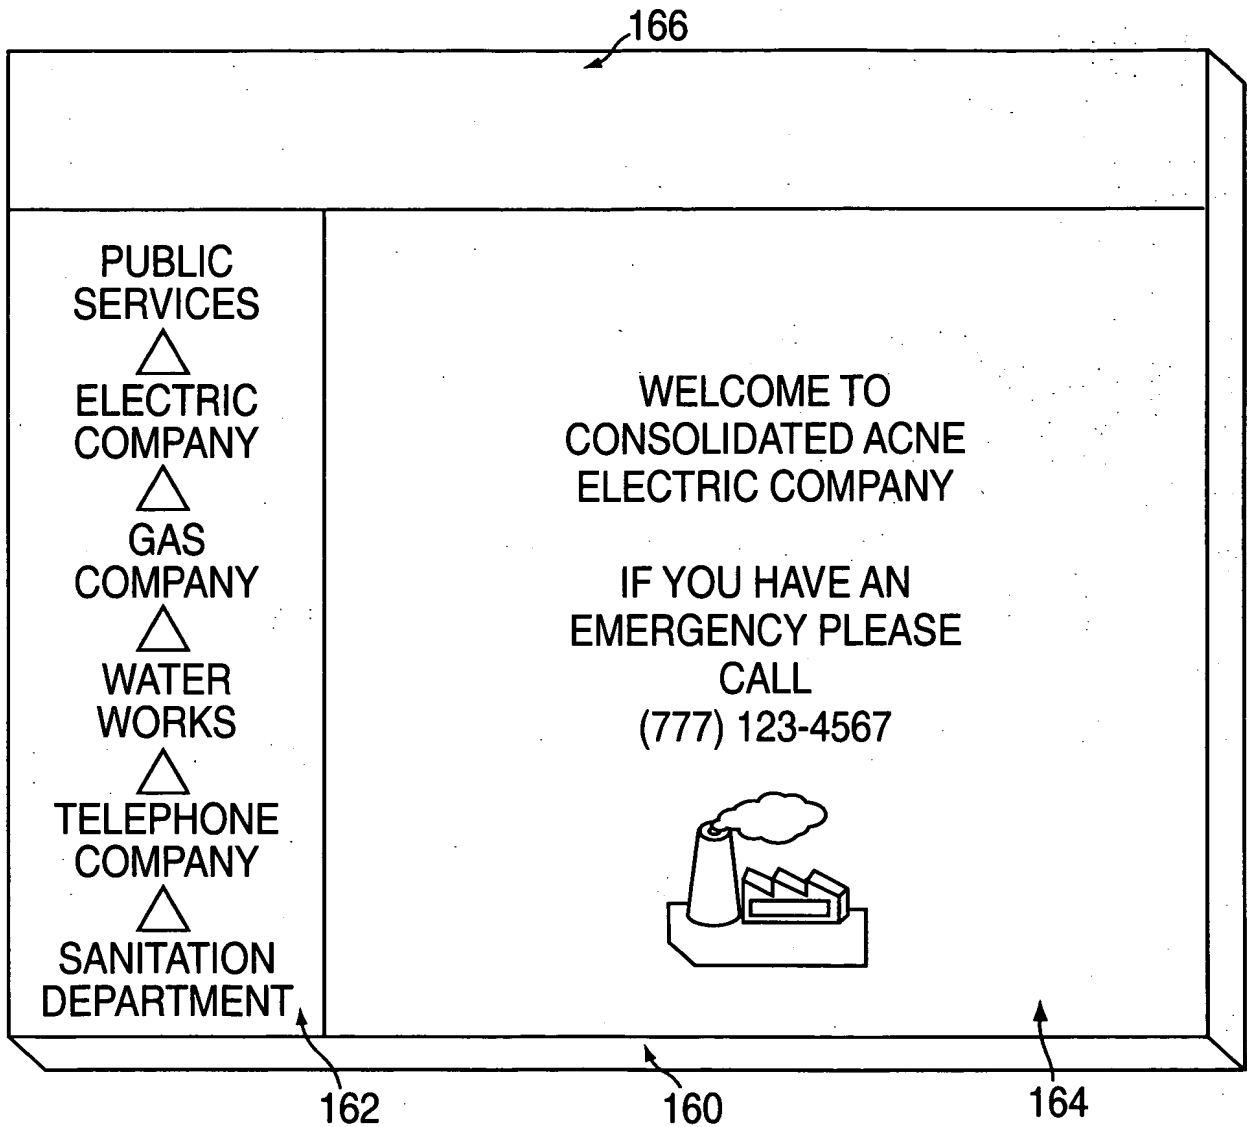 166
PUBLIC
SERVICES
ELECTRIC
COMPANY
GAS
COMPANY
WATER
WORKS
TELEPHONE
COMPANY
SANITATION
DEPARTMENT
WELCOME TO
CONSOLIDATED ACNE
ELECTRIC COMPANY
IF YOU HAVE AN
EMERGENCY PLEASE
CALL
(777) 123-4567
162
160
164